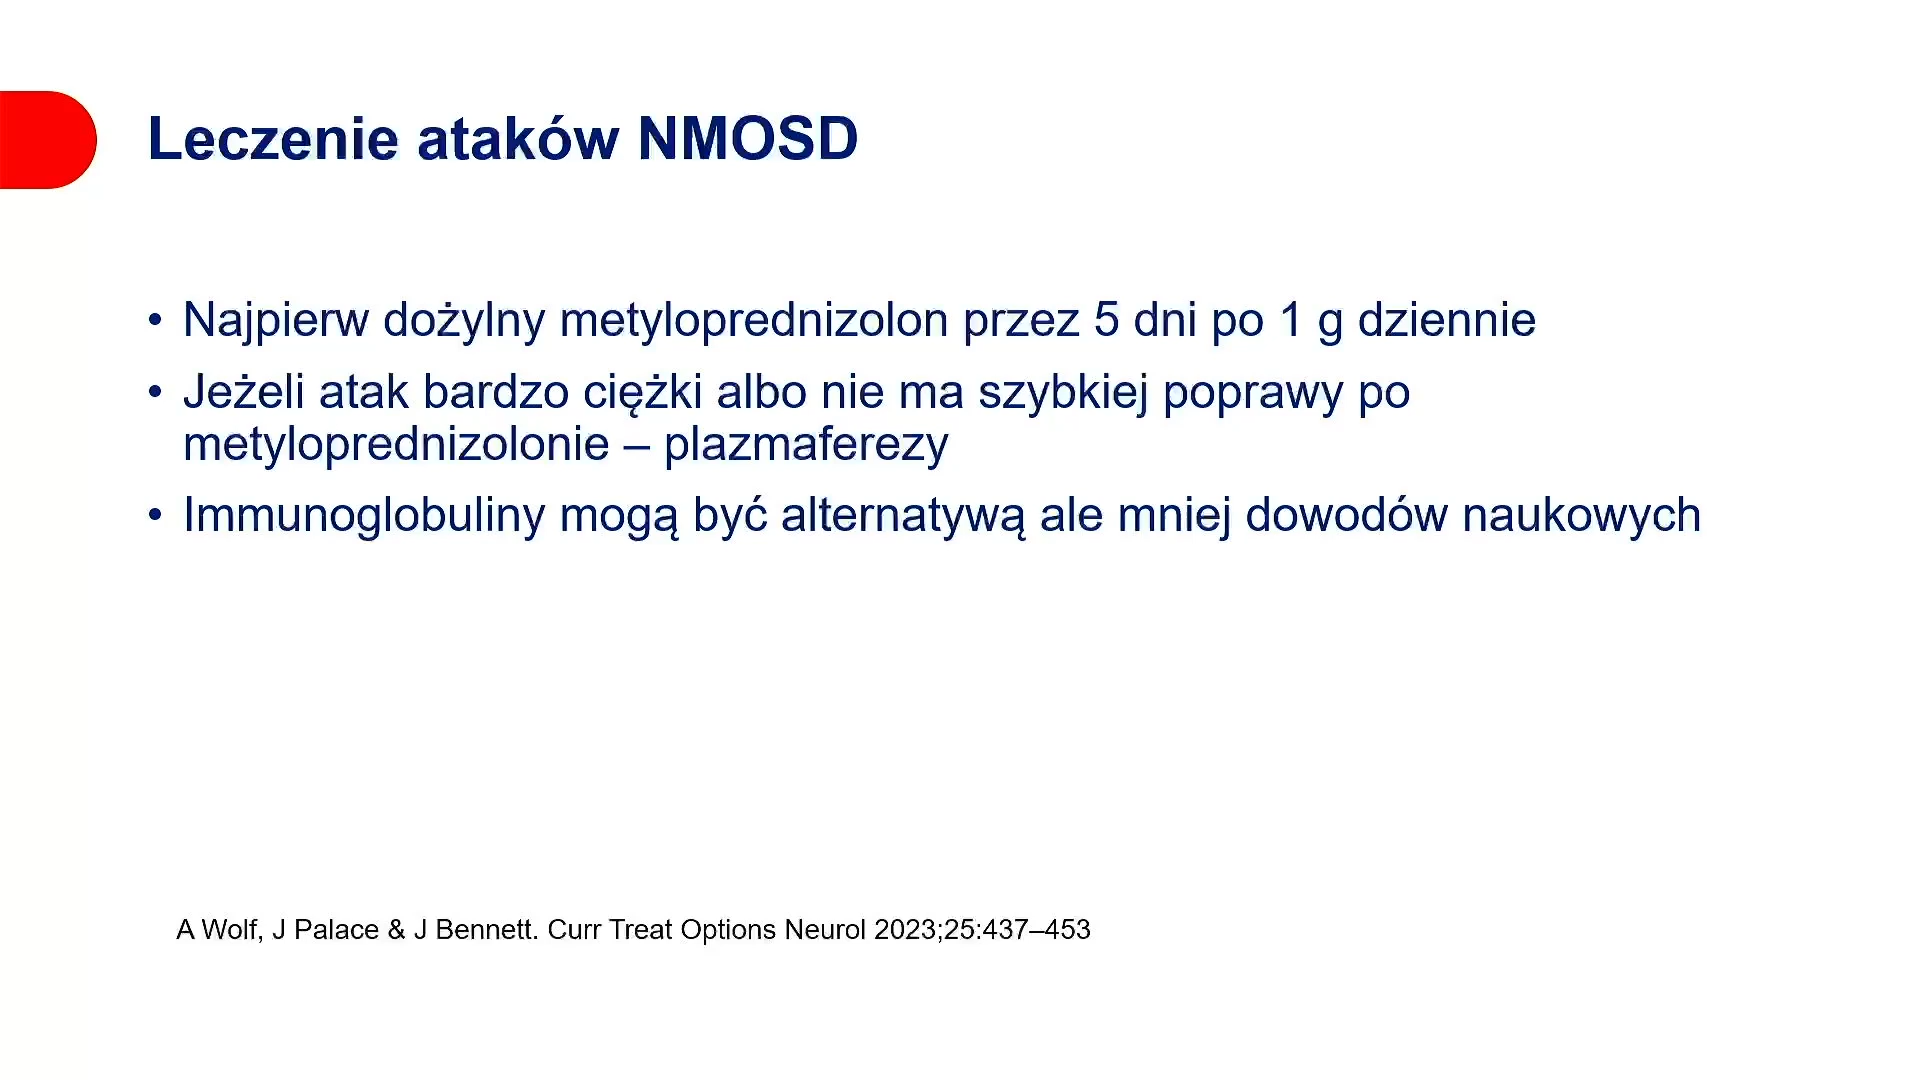 Leczenie ataków NMOSD
• Najpierw dożylny metyloprednizolon przez 5 dni po 1 g dziennie
• Jeżeli atak bardzo ciężki albo nie ma szybkiej poprawy po
metyloprednizolonie – plazmaferezy
• Immunoglobuliny mogą być alternatywą ale mniej dowodów naukowych
A Wolf, J Palace & J Bennett. Curr Treat Options Neurol 2023;25:437–453